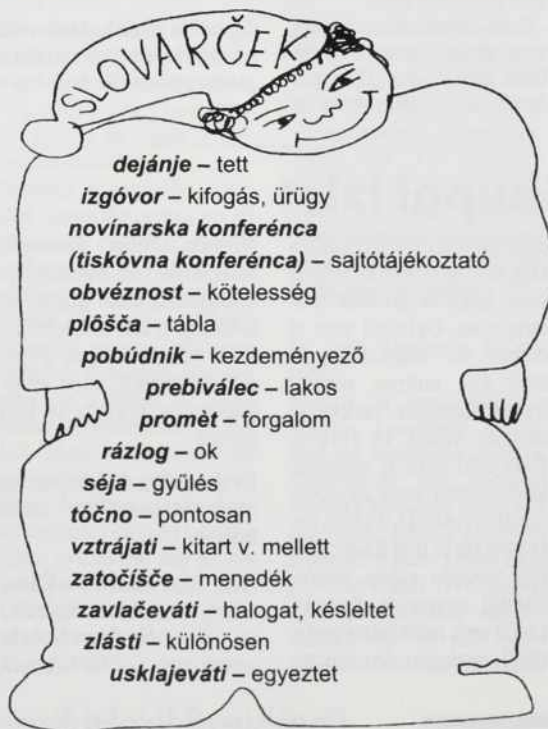 SLOVARČEK
dejánje – tett
izgóvor – kifogás, ürügy
novínarska konferénca
(tiskóvna konferénca) – sajtótájékoztató
obvéznost – kötelesség
plôšča – tábla
pobúdnik – kezdeményező
prebiválec – lakos
promèt – forgalom
rázlog – ok
séja – gyűlés
tóčno – pontosan
vztrájati – kitart v. mellett
zatočíšče – menedék
zavlačeváti – halogat, késleltet
zlásti – különösen
usklajeváti – egyeztet